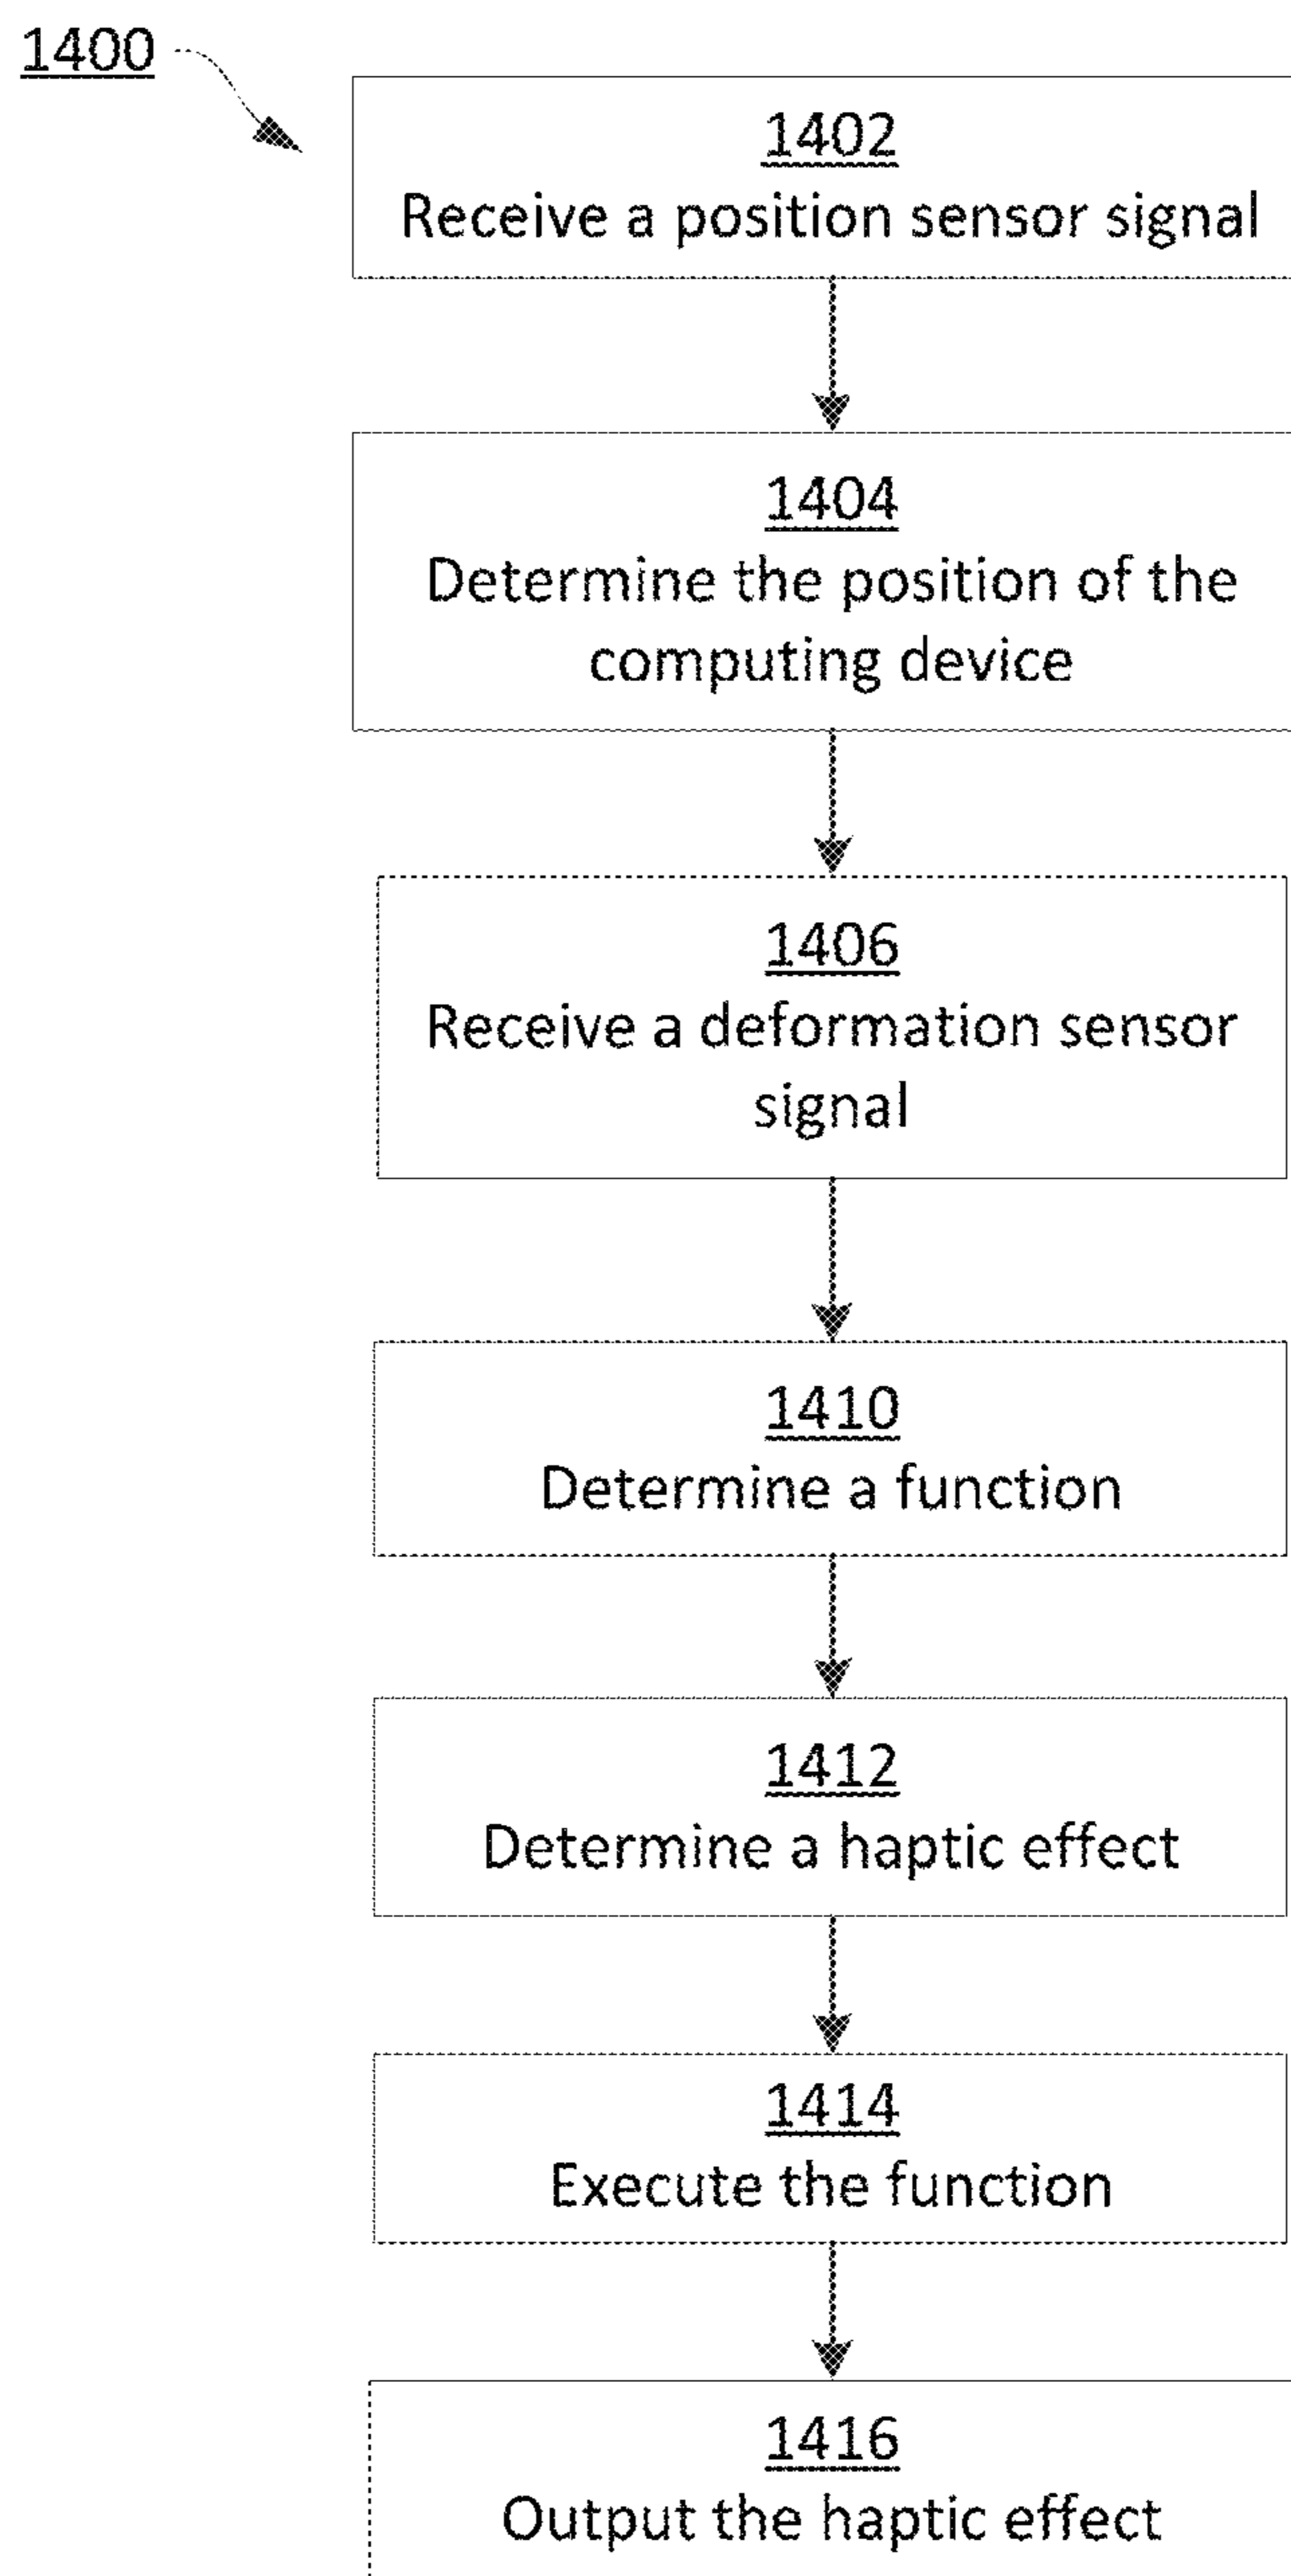 1400
1402
Receive a position sensor signal
1404
Determine the position of the
computing device
1406
Receive a deformation sensor
signal
1410
Determine a function
1412
Determine a haptic effect
1414
Execute the function
1416
Output the haptic effect